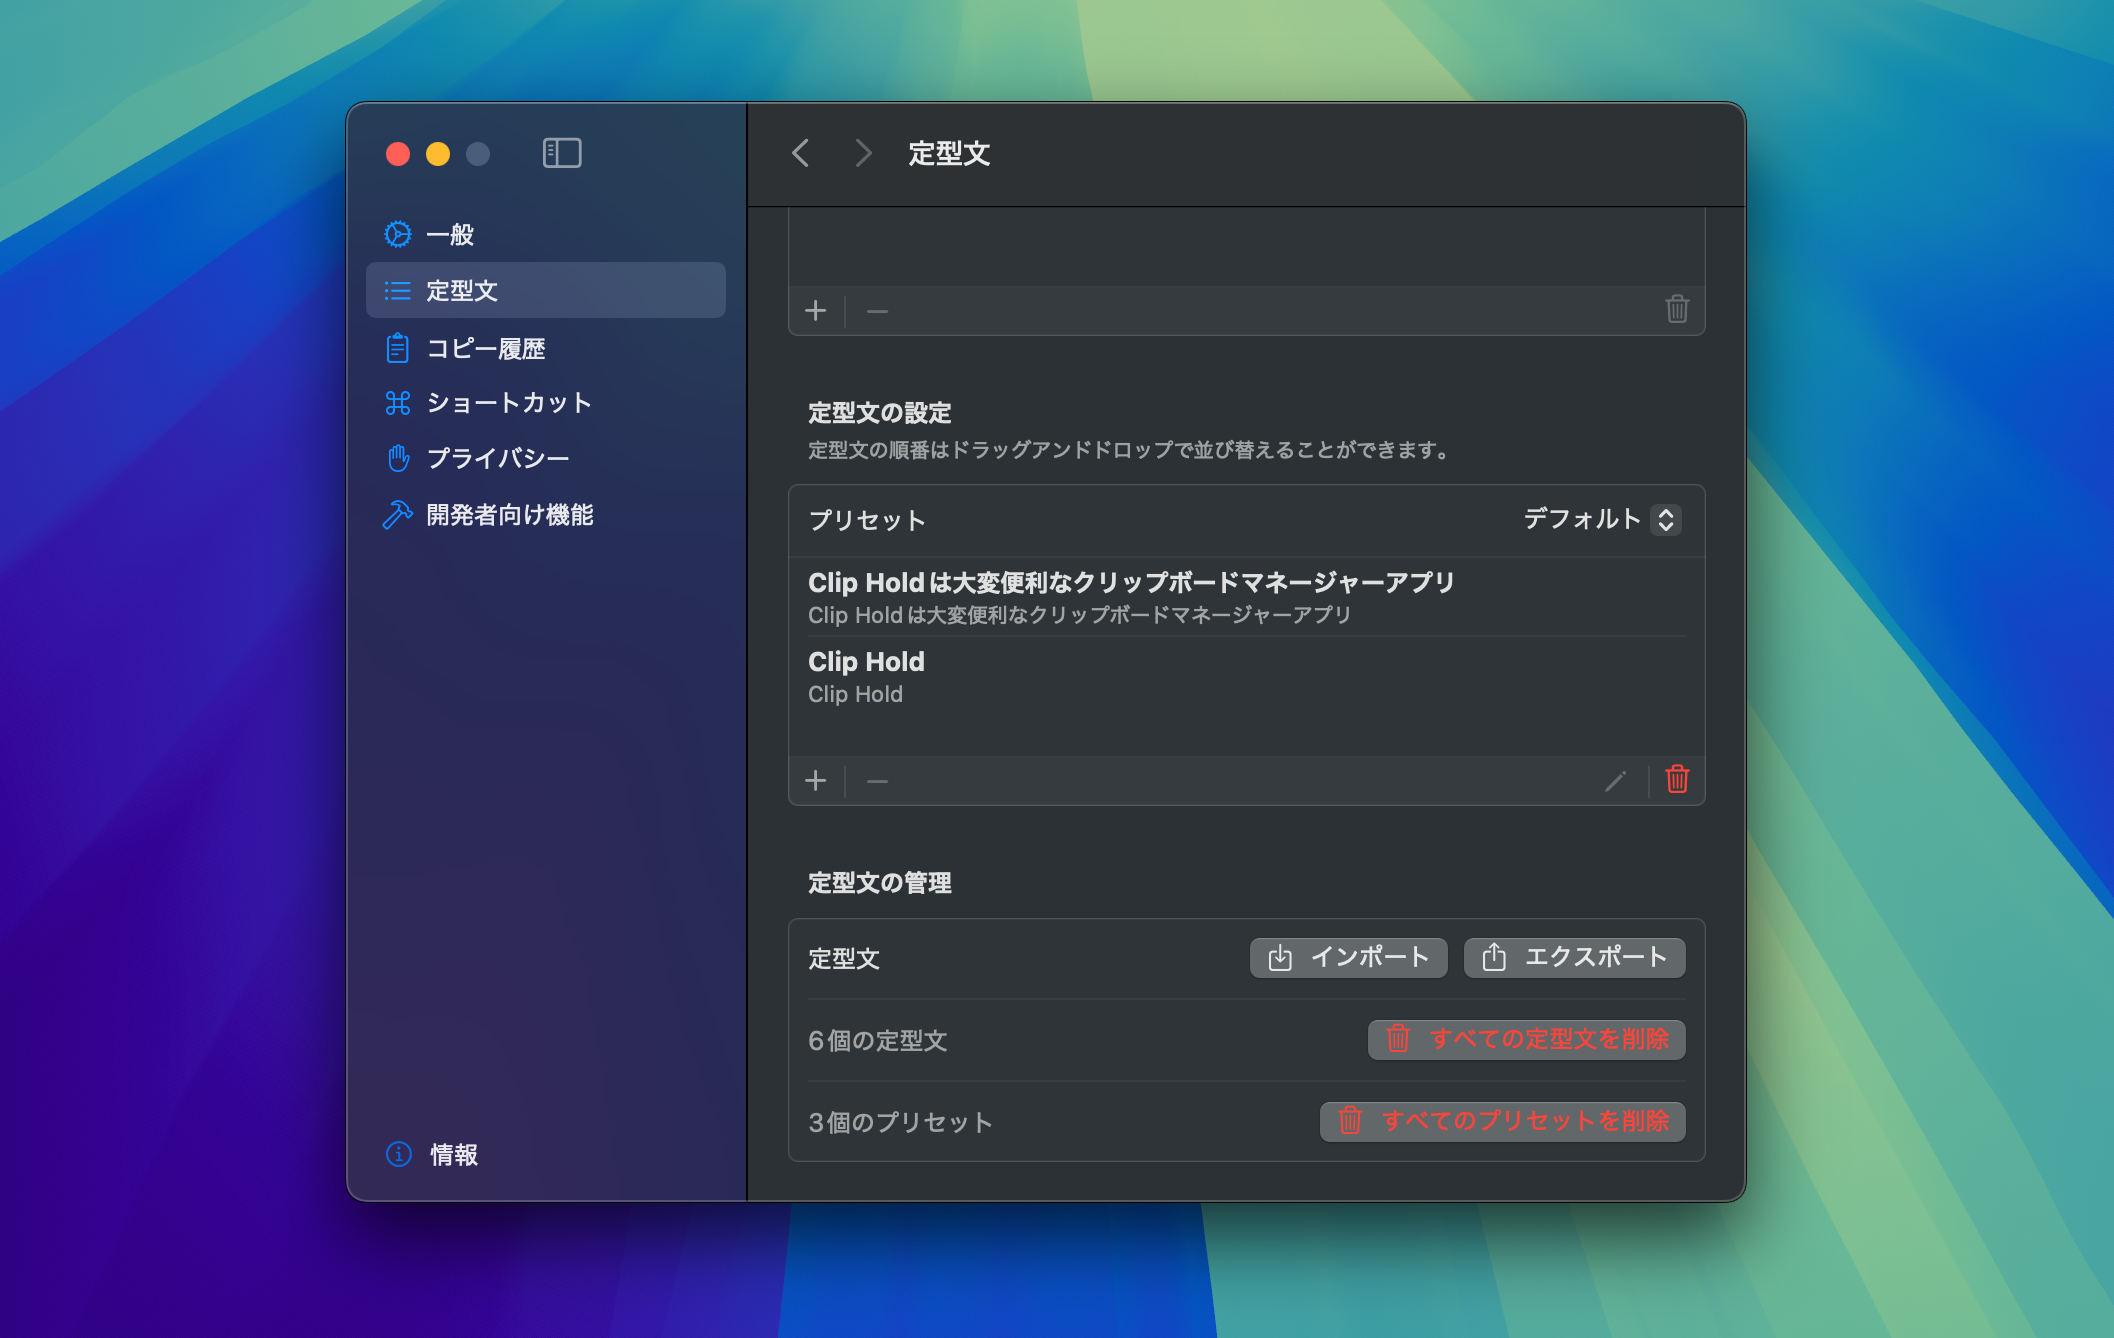 定型文
一般
定型文
コピー履歴
ショートカット
プライバシー
開発者向け機能
情報
定型文の設定
定型文の順番はドラッグアンドドロップで並び替えることができます。
プリセット
デフォルト
Clip Holdは大変便利なクリップボードマネージャーアプリ
Clip Holdは大変便利なクリップボードマネージャーアプリ
Clip Hold
Clip Hold
定型文の管理
定型文
インポート
エクスポート
6個の定型文
すべての定型文を削除
3個のプリセット
すべてのプリセットを削除